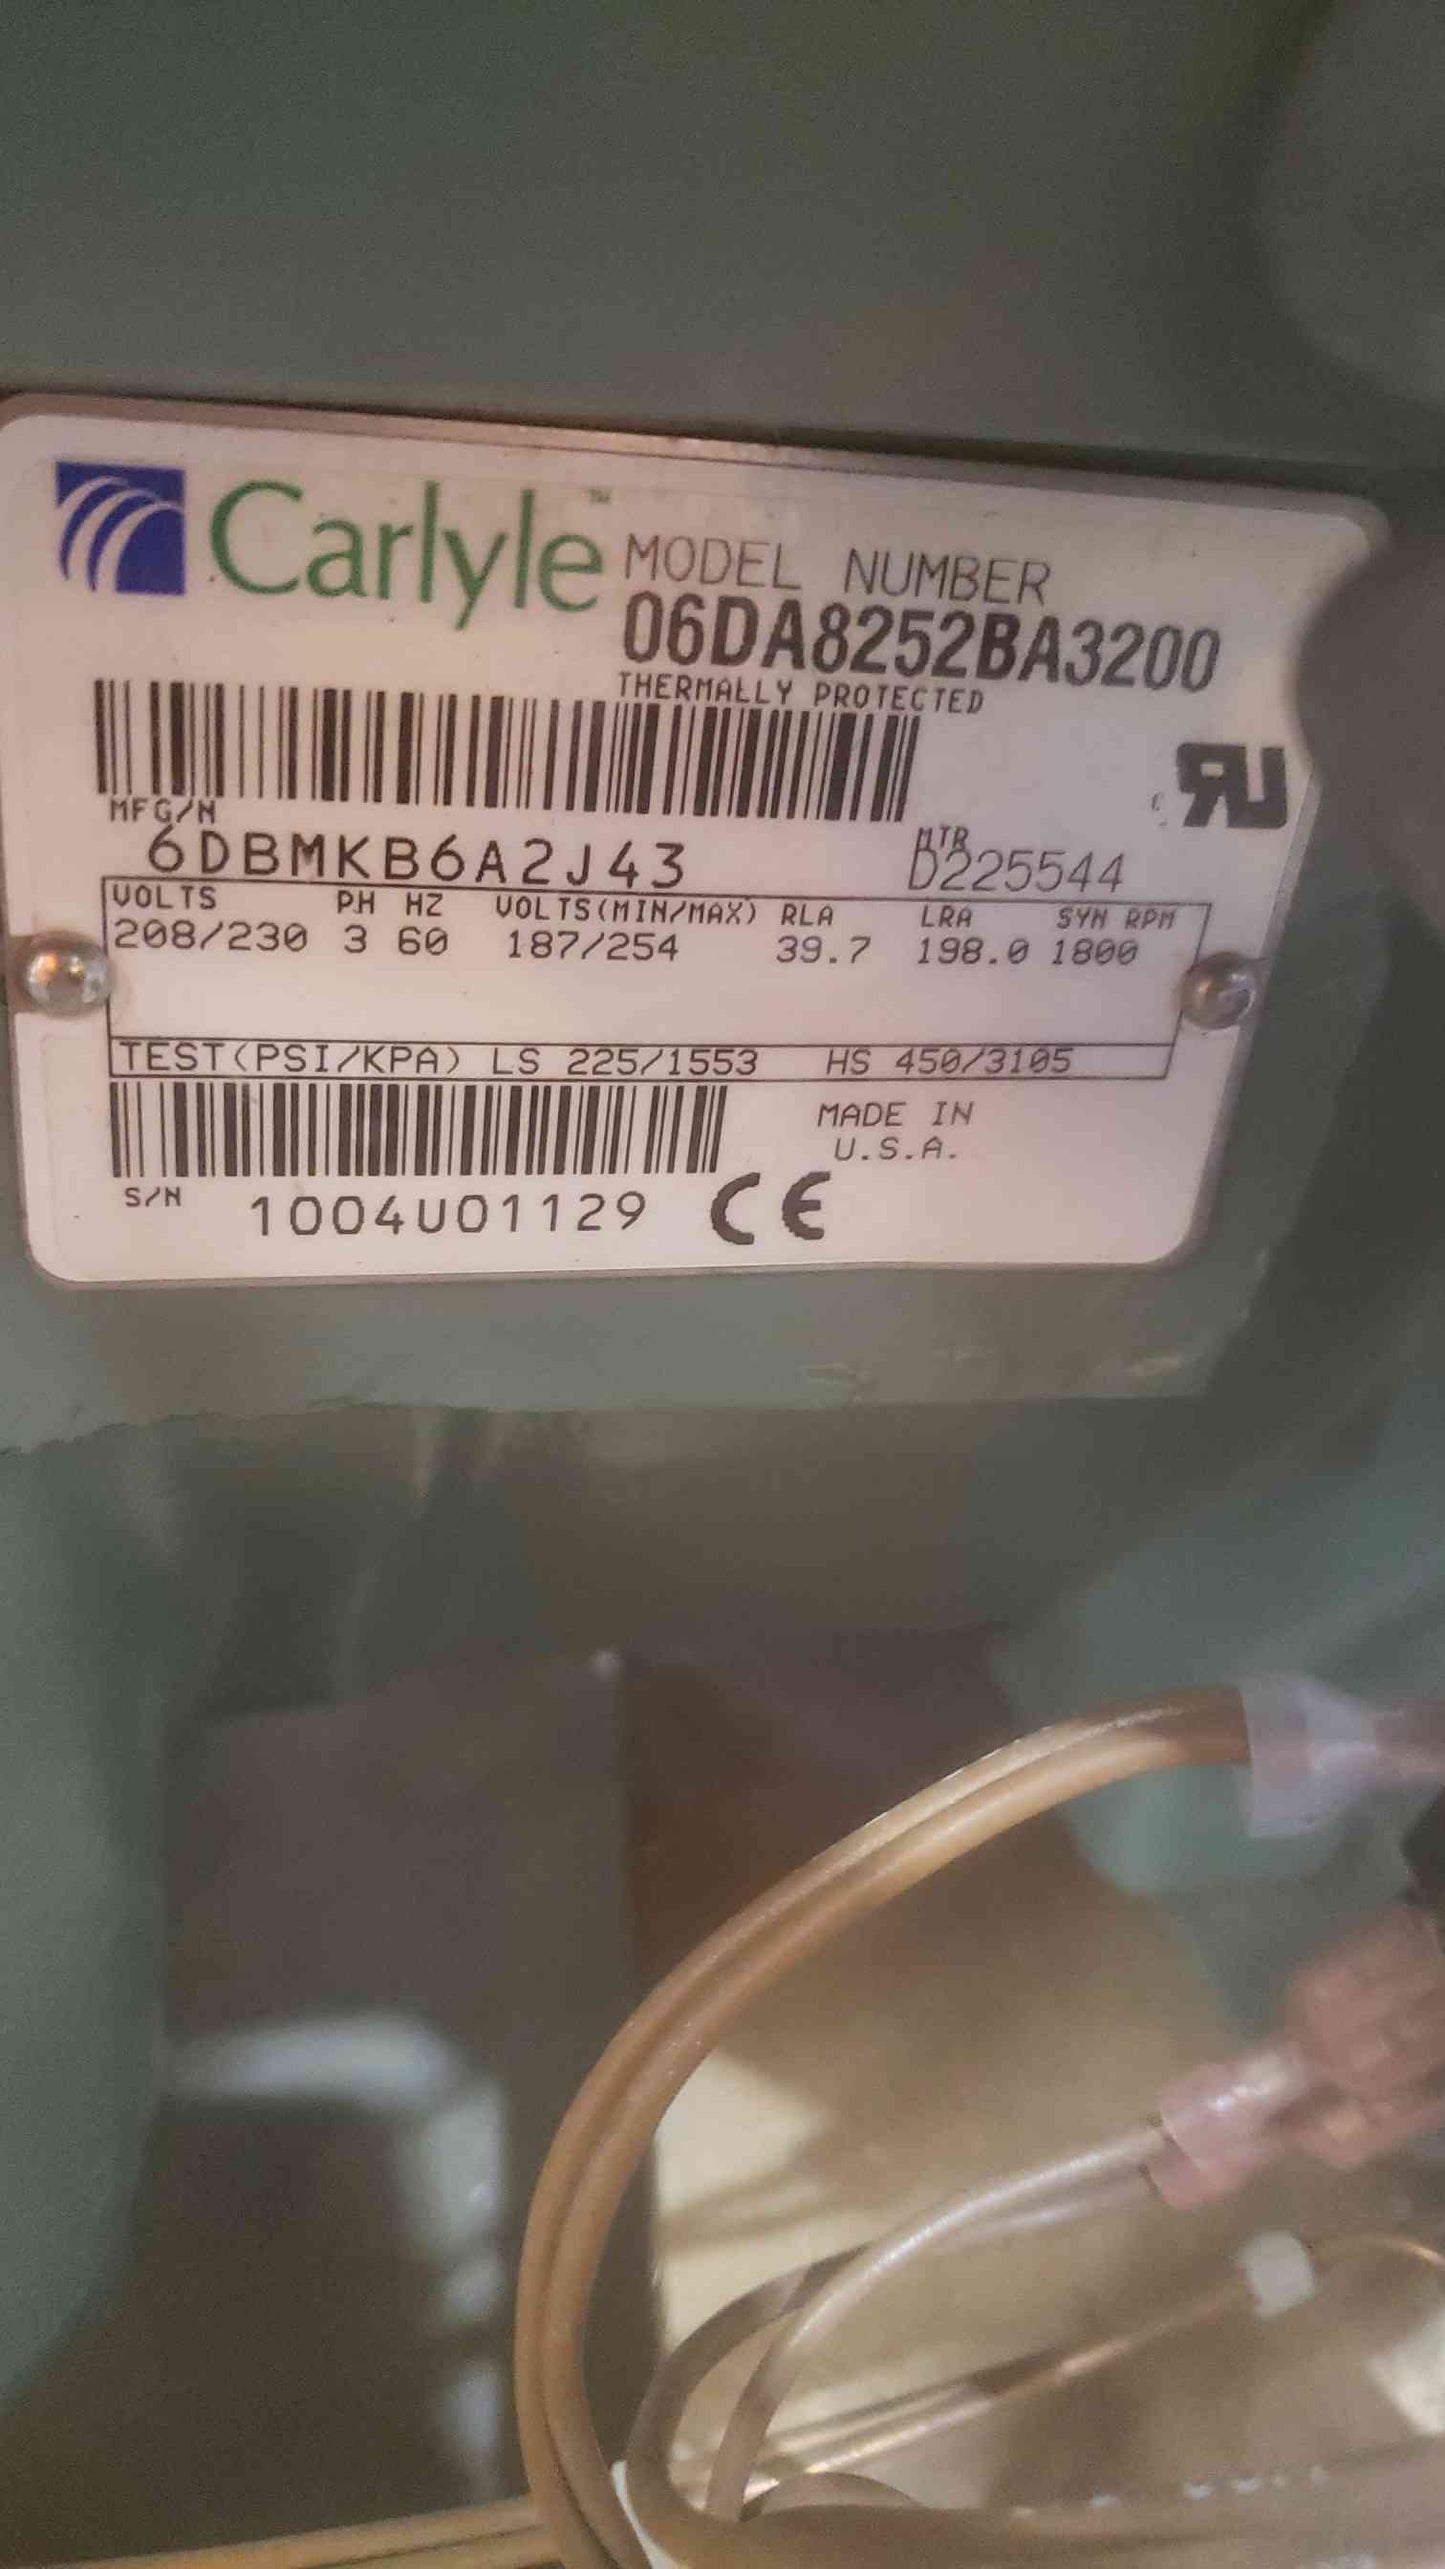 Carlyle™
MODEL NUMBER
06DA8252BA3200
THERMALLY PROTECTED
MFG/N
6DBMKB6A2J43
MTR
D225544
VOLTS PH HZ VOLTS(MIN/MAX) RLA LRA SYN RPM
208/230 3 60 187/254 39.7 198.0 1800
TEST(PSI/KPA) LS 225/1553 HS 450/3105
MADE IN
U.S.A.
S/N 1004U01129 CE